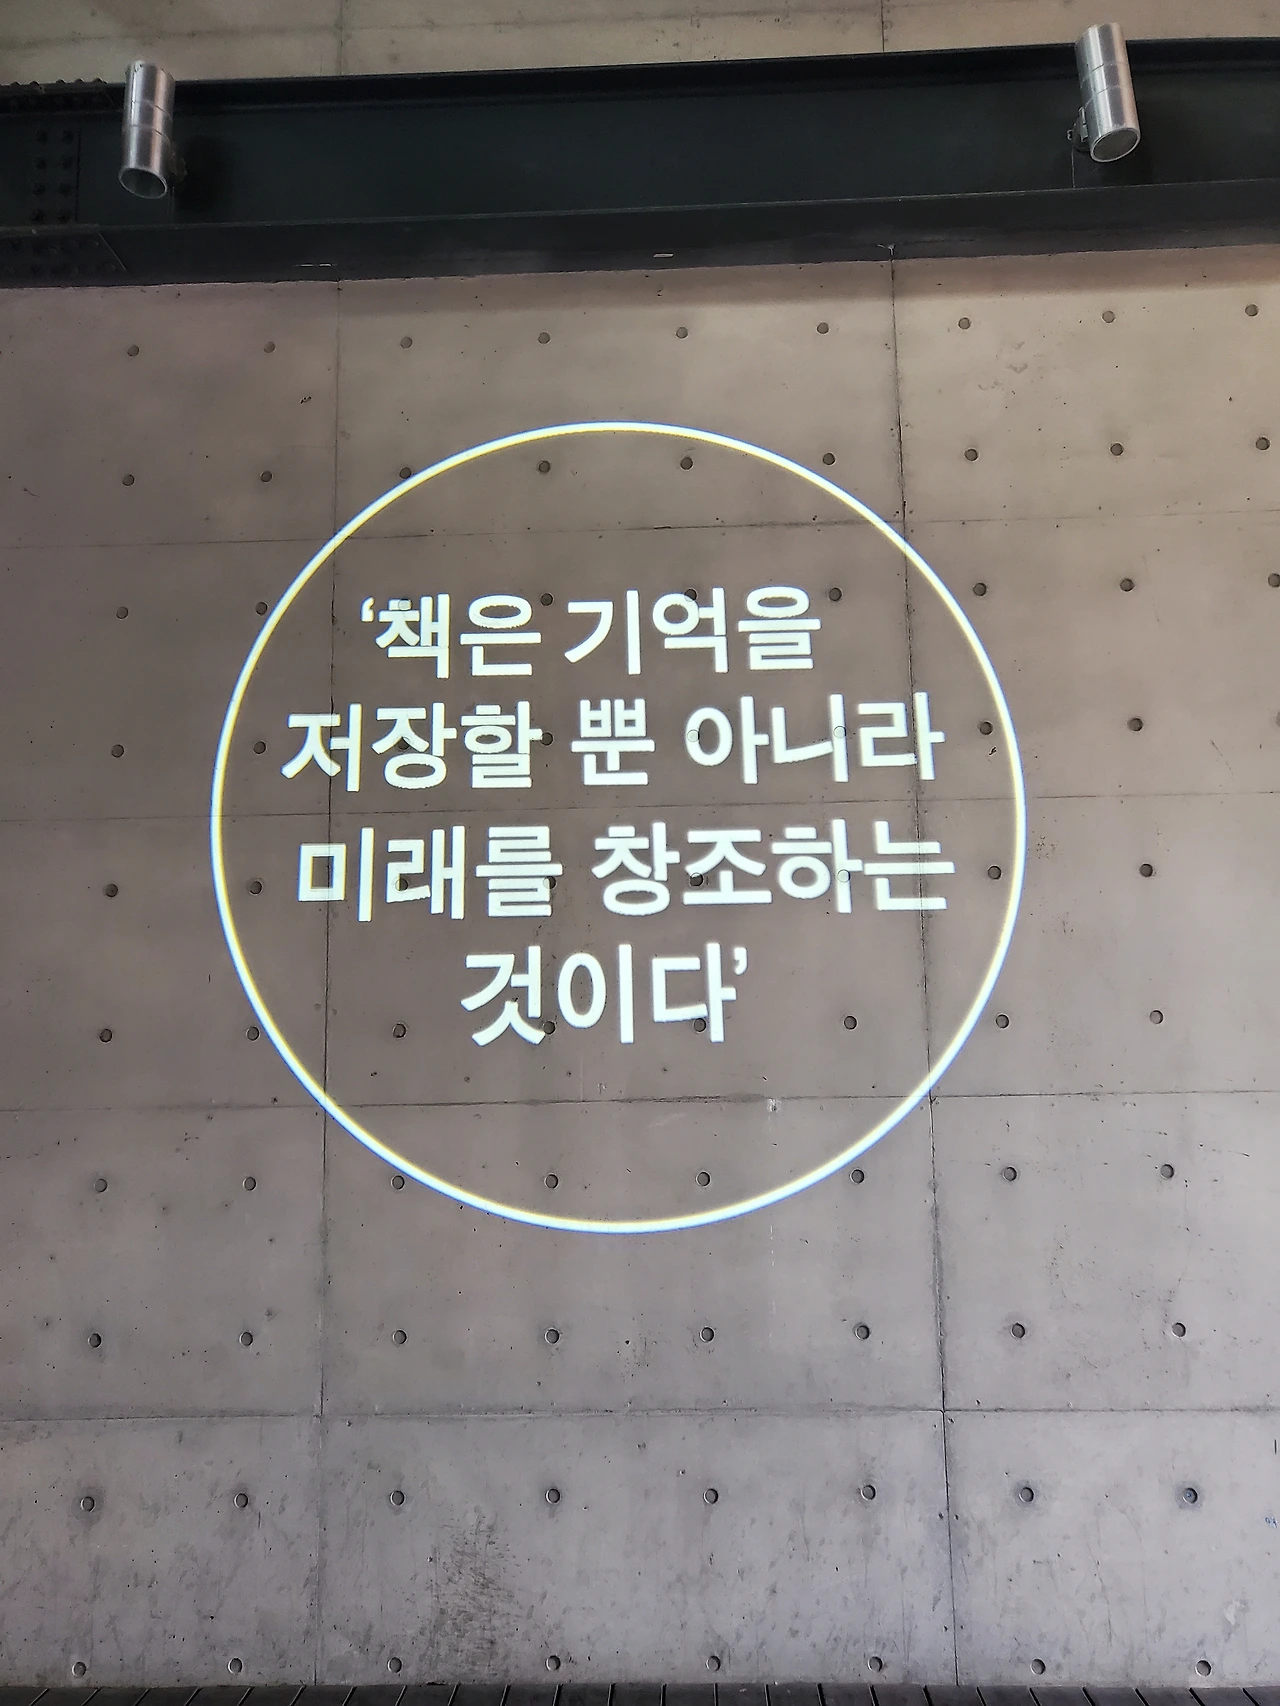 ‘책은 기억을
저장할 뿐 아니라
미래를 창조하는
것이다’